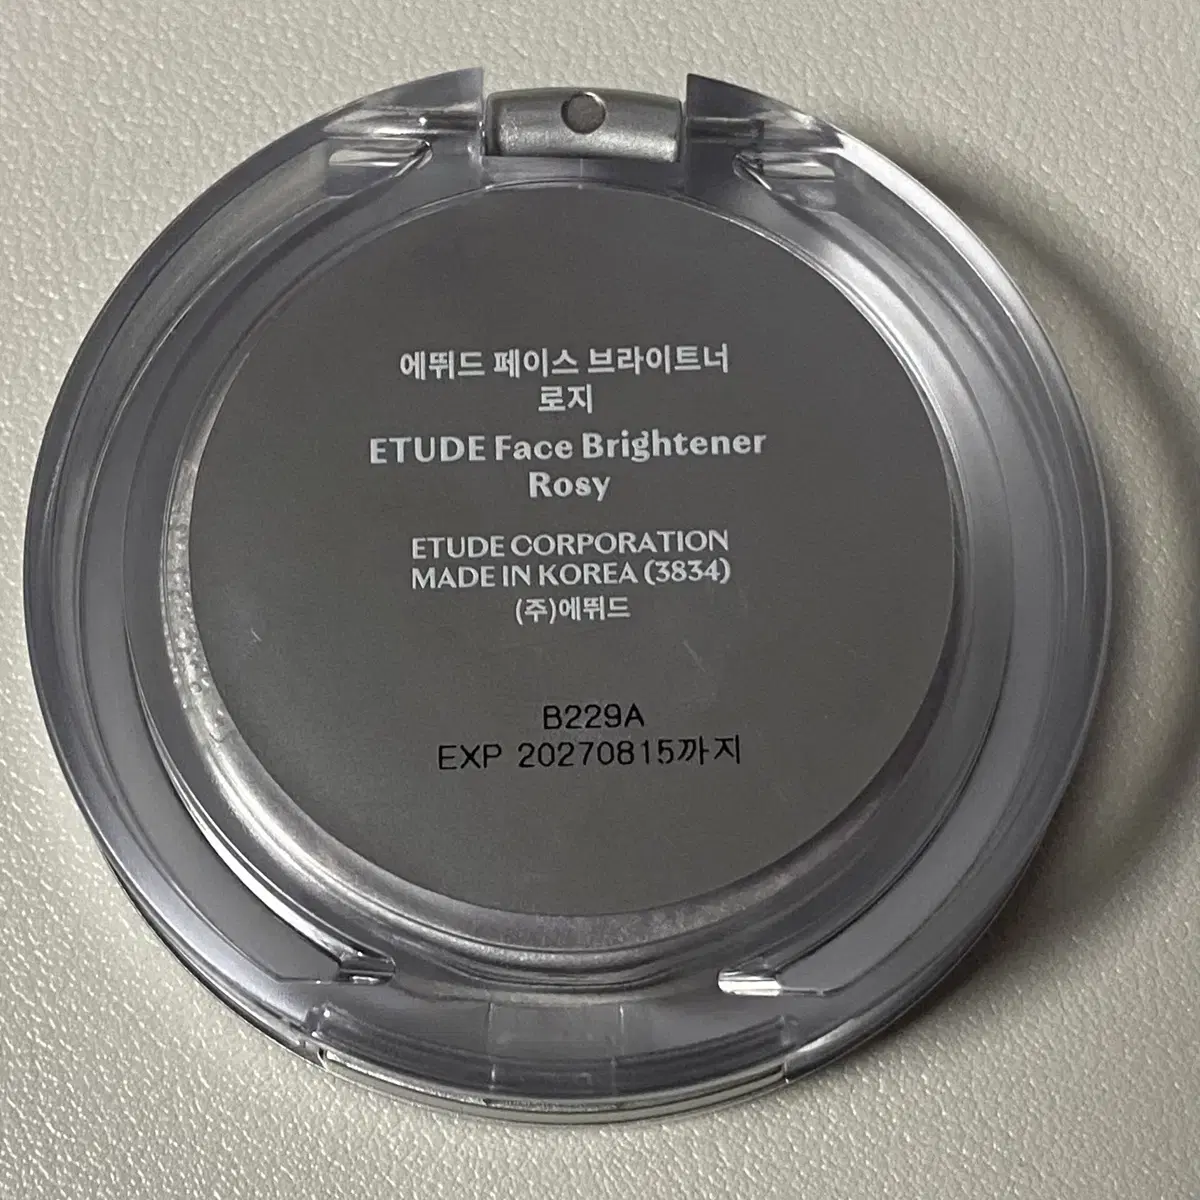 에뛰드 페이스 브라이트너
로지
ETUDE Face Brightener
Rosy
ETUDE CORPORATION
MADE IN KOREA (3834)
(주)에뛰드
B229A
EXP 20270815까지